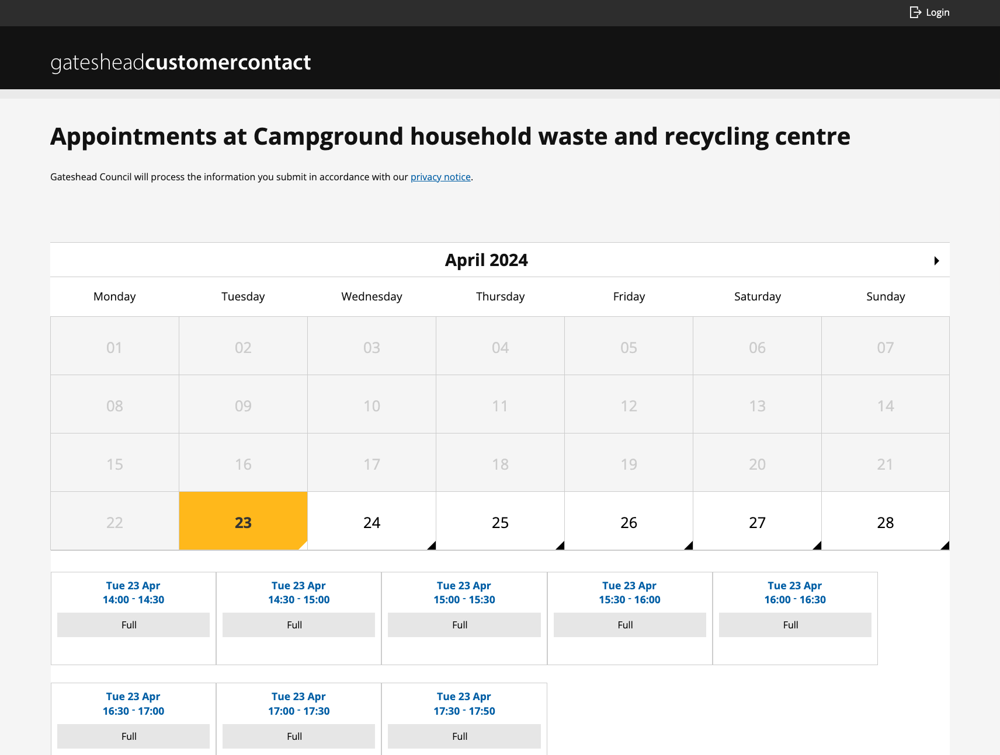 Login
gatesheadcustomercontact
Appointments at Campground household waste and recycling centre
Gateshead Council will process the information you submit in accordance with our privacy notice.
April 2024
Monday Tuesday Wednesday Thursday Friday Saturday Sunday
01 02 03 04 05 06 07
08 09 10 11 12 13 14
15 16 17 18 19 20 21
22 23 24 25 26 27 28
Tue 23 Apr Tue 23 Apr Tue 23 Apr Tue 23 Apr Tue 23 Apr
14:00 - 14:30 14:30 - 15:00 15:00 - 15:30 15:30 - 16:00 16:00 - 16:30
Full Full Full Full Full
Tue 23 Apr Tue 23 Apr Tue 23 Apr
16:30 - 17:00 17:00 - 17:30 17:30 - 17:50
Full Full Full